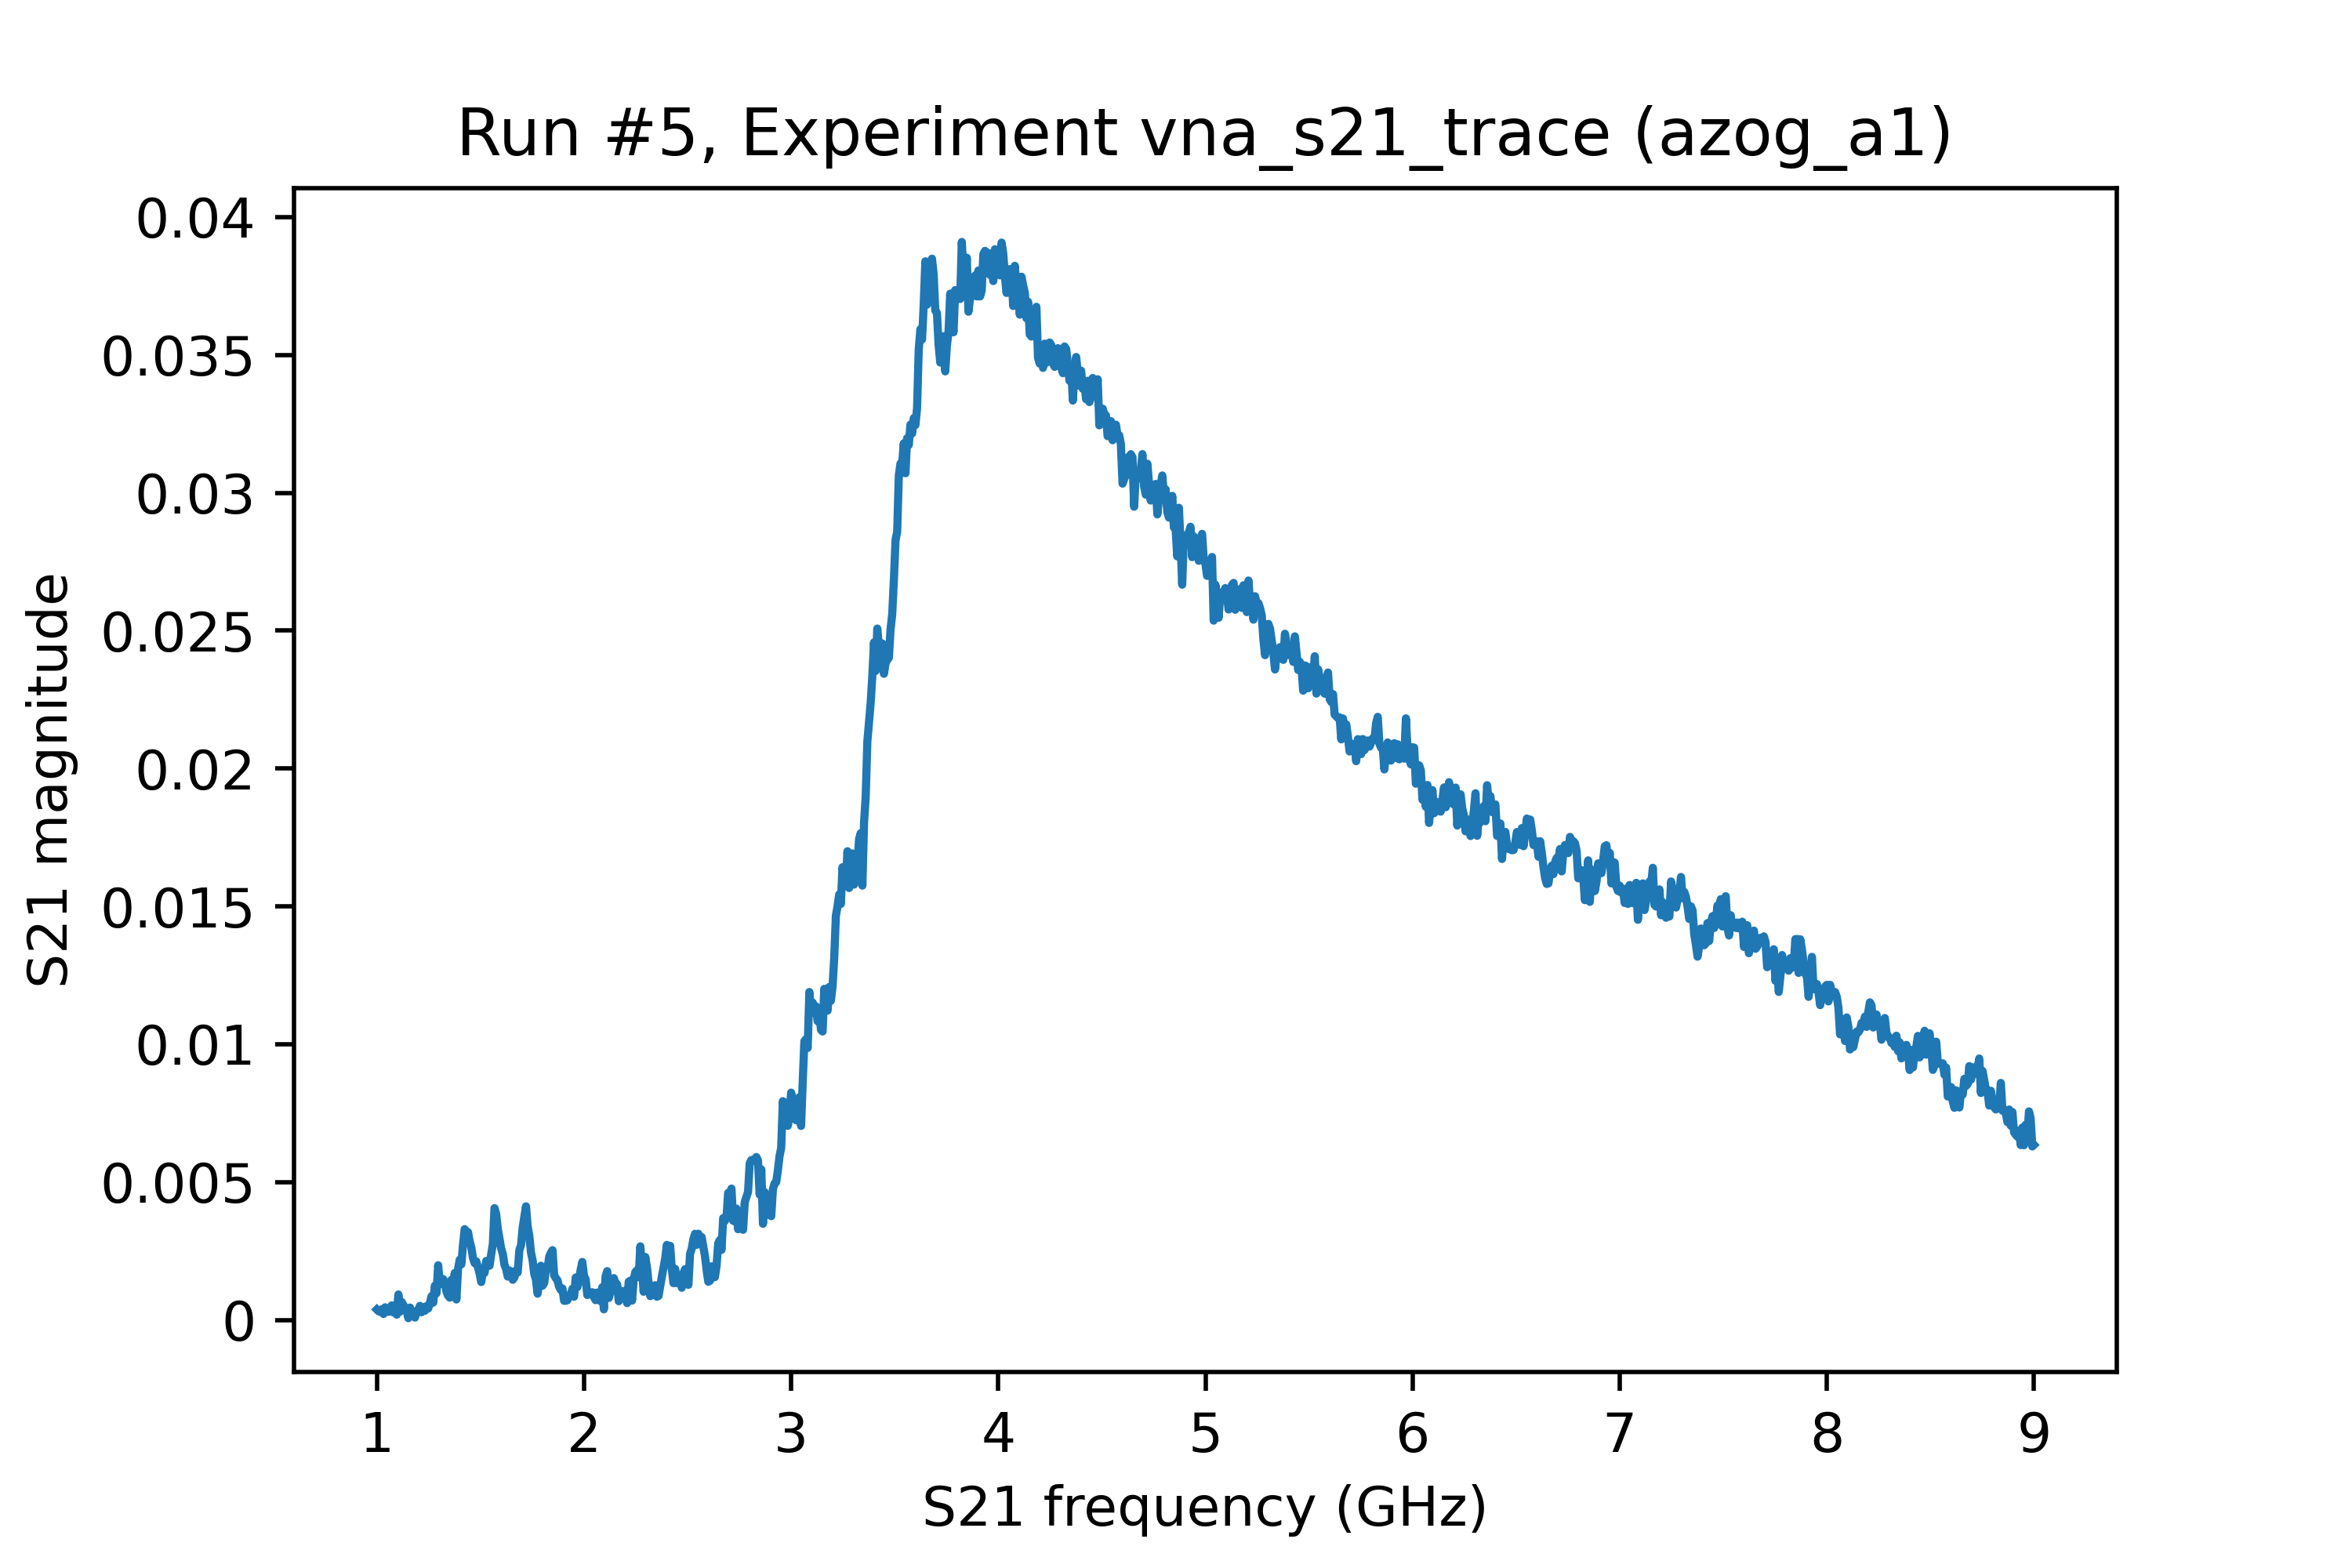 Run #5, Experiment vna_s21_trace (azog_a1)
S21 magnitude
0.04
0.035
0.03
0.025
0.02
0.015
0.01
0.005
0
1 2 3 4 5 6 7 8 9
S21 frequency (GHz)